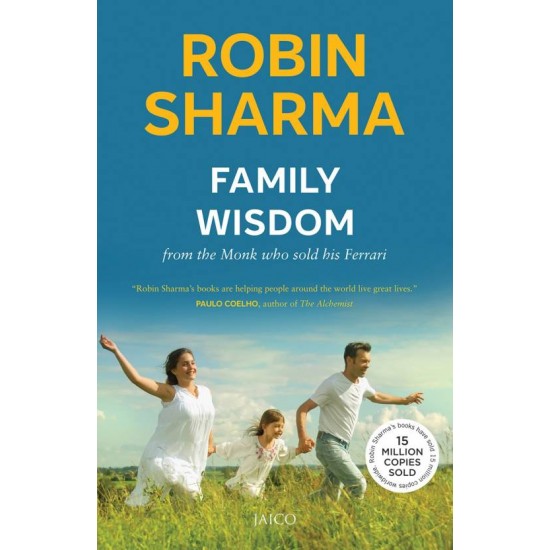 ROBIN
SHARMA
FAMILY
WISDOM
from the Monk who sold his Ferrari
“Robin Sharma's books are helping people around the world live great lives.”
PAULO COELHO, author of The Alchemist
Robin Sharma's books have sold 15 million copies worldwide.
15
MILLION
COPIES
SOLD
JAICO